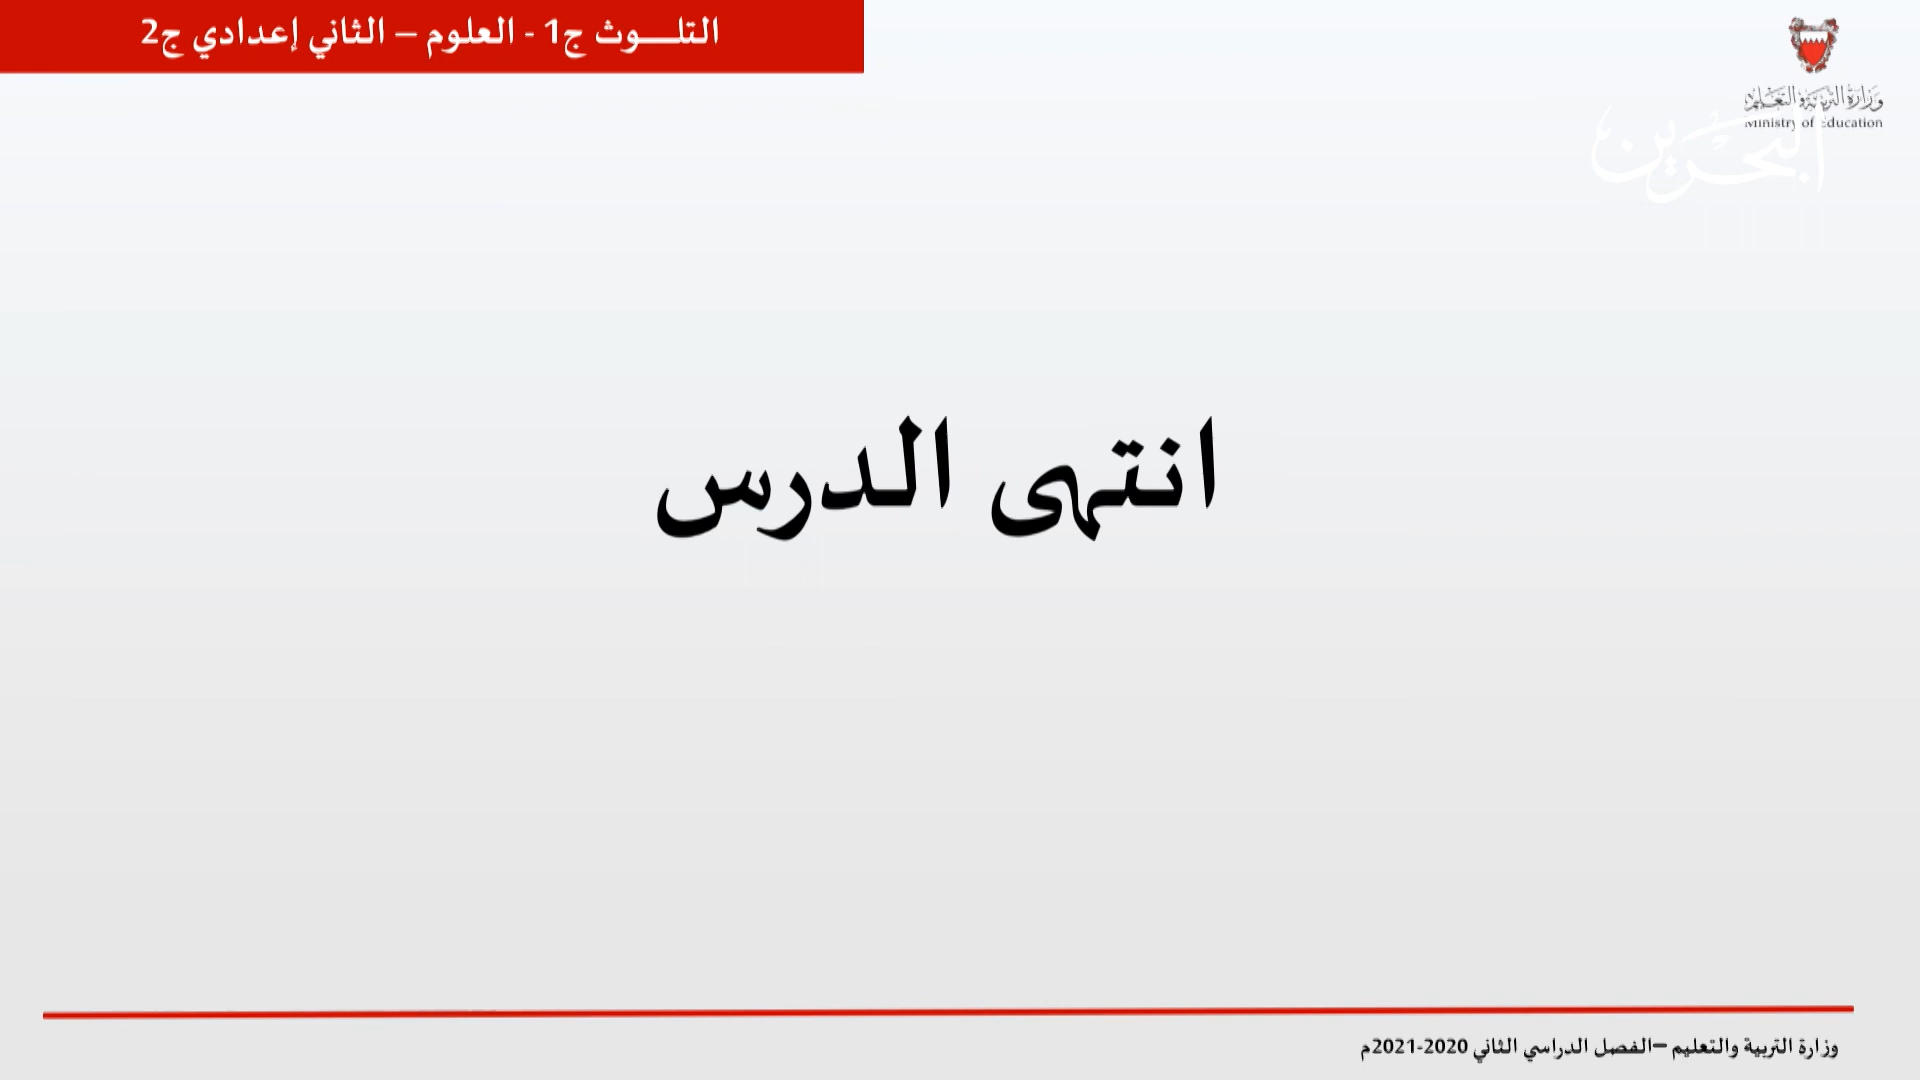 التلـــوث ج1 - العلوم – الثاني إعدادي ج2
وزارة التربية والتعليم
Ministry of Education
البحرين
انتهى الدرس
وزارة التربية والتعليم –الفصل الدراسي الثاني 2020-2021م